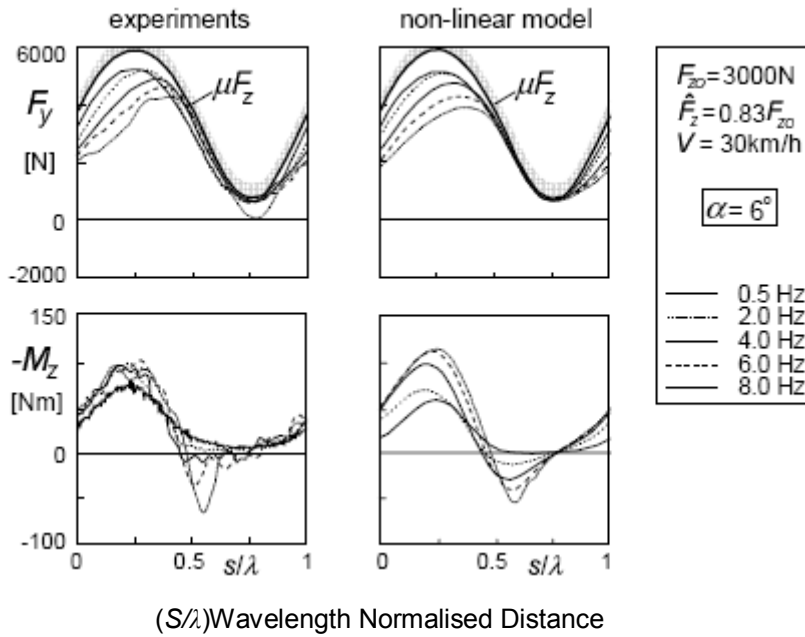 experiments
non-linear model
6000
F_y
[N]
0
-2000
μF_z
μF_z
F_zo=3000N
F̂_z=0.83F_zo
V = 30km/h
α= 6°
0.5 Hz
2.0 Hz
4.0 Hz
6.0 Hz
8.0 Hz
150
-M_z
[Nm]
0
-100
0 0.5 s/λ 1
0 0.5 s/λ 1
(S/λ)Wavelength Normalised Distance